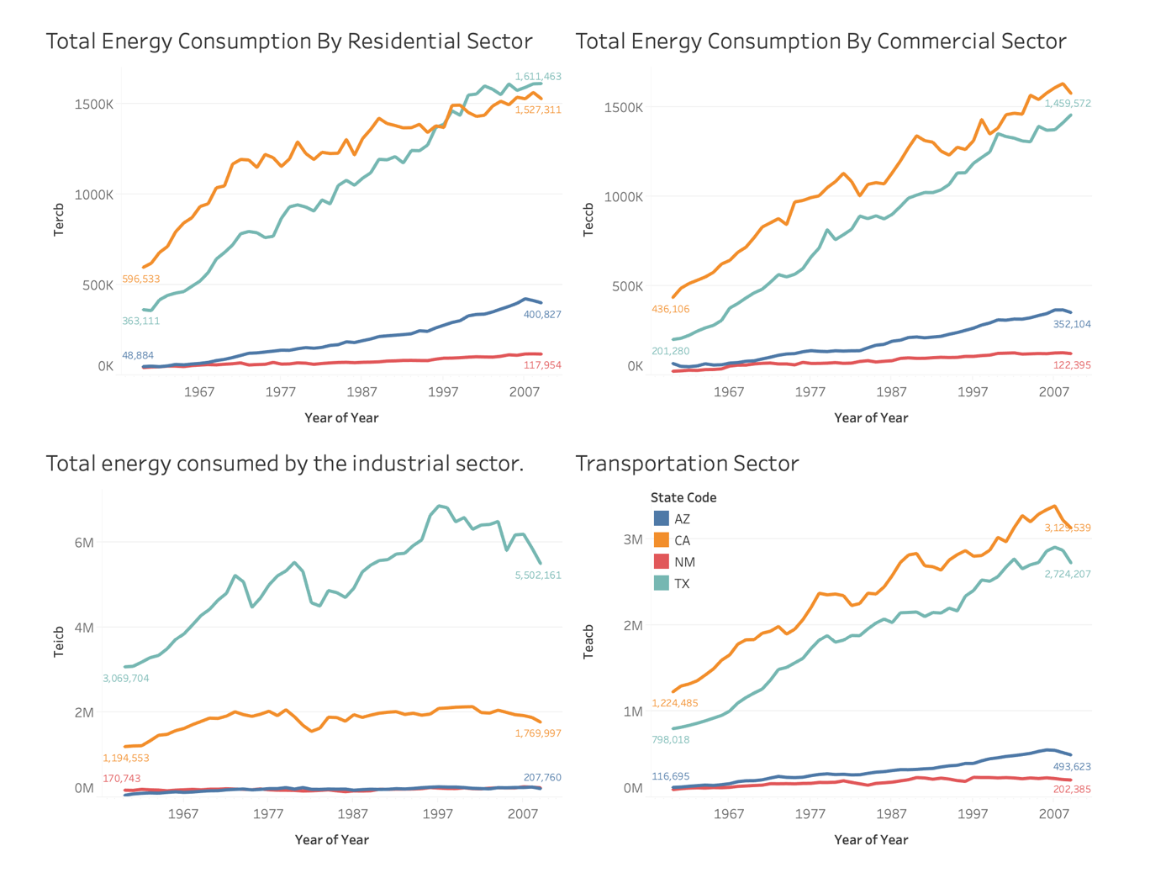 Total Energy Consumption By Residential Sector
1,611,463
1500K
1,527,311
1000K
Tercb
596,533
500K
363,111
400,827
48,884
0K
117,954
1967 1977 1987 1997 2007
Year of Year
Total Energy Consumption By Commercial Sector
1500K
1,459,572
1000K
Teccb
500K
436,106
201,280
352,104
0K
122,395
1967 1977 1987 1997 2007
Year of Year
Total energy consumed by the industrial sector.
6M
5,502,161
4M
Teicb
3,069,704
2M
1,769,997
1,194,553
170,743
207,760
0M
1967 1977 1987 1997 2007
Year of Year
Transportation Sector
State Code
AZ
CA
NM
TX
3M
3,129,539
2,724,207
2M
Teacb
1,224,485
1M
798,018
493,623
116,695
0M
202,385
1967 1977 1987 1997 2007
Year of Year